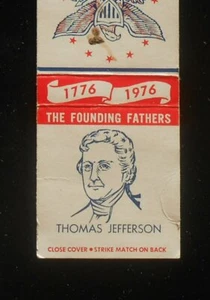 1776 1976
THE FOUNDING FATHERS
THOMAS JEFFERSON
CLOSE COVER ★ STRIKE MATCH ON BACK